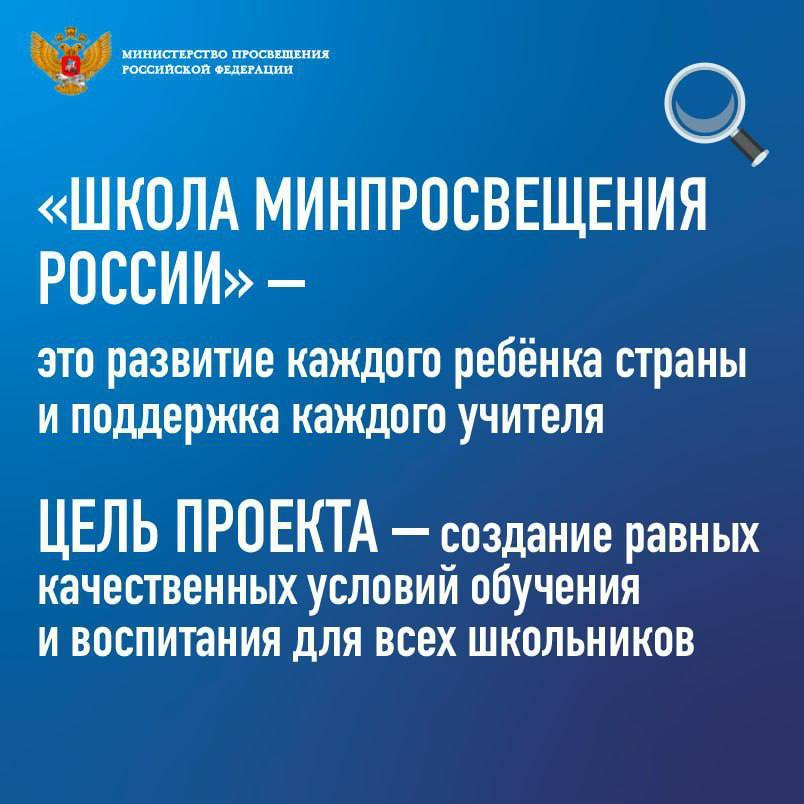 МИНИСТЕРСТВО ПРОСВЕЩЕНИЯ
РОССИЙСКОЙ ФЕДЕРАЦИИ
«ШКОЛА МИНПРОСВЕЩЕНИЯ
РОССИИ» –
это развитие каждого ребёнка страны
и поддержка каждого учителя
ЦЕЛЬ ПРОЕКТА – создание равных
качественных условий обучения
и воспитания для всех школьников